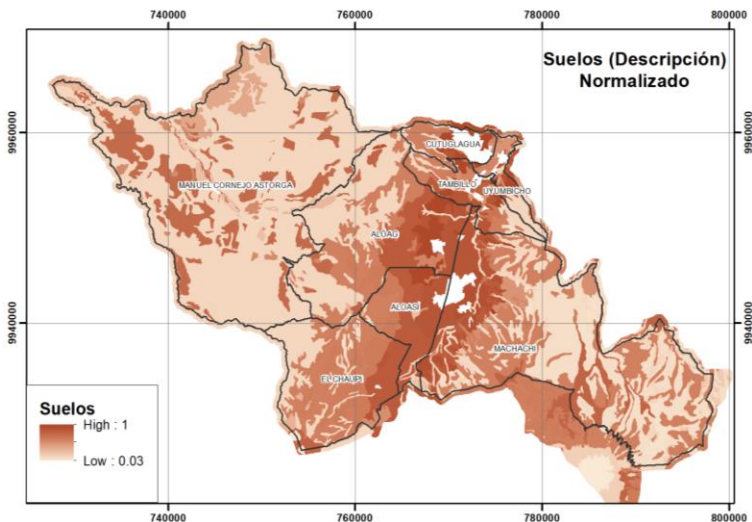 740000 760000 780000 800000
Suelos (Descripción)
Normalizado
9960000 9960000
CUTUGLAGUA
TAMBILLO
UYUMBICHO
MANUEL CORNEJO ASTORGA
ALOAG
ALOASI
9940000 9940000
MACHACHI
EL CHAUPI
Suelos
High : 1
Low : 0.03
740000 760000 780000 800000